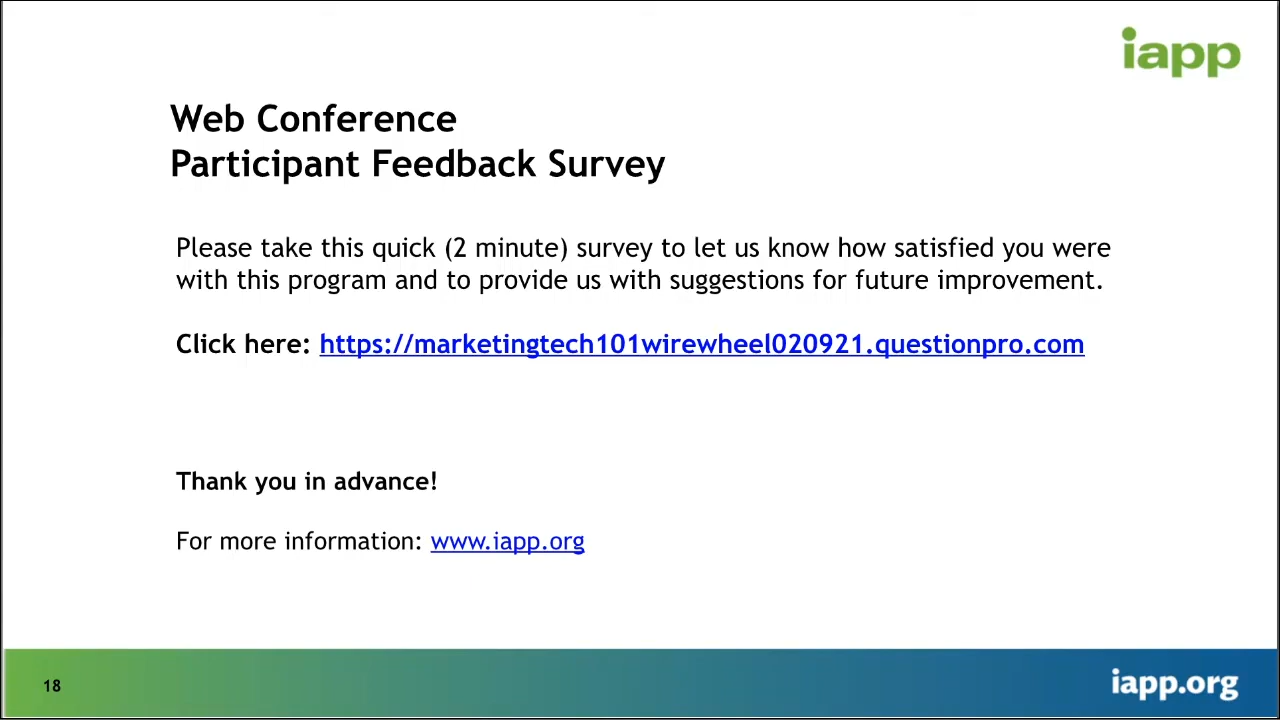 iapp
Web Conference
Participant Feedback Survey
Please take this quick (2 minute) survey to let us know how satisfied you were
with this program and to provide us with suggestions for future improvement.
Click here: https://marketingtech101wirewheel020921.questionpro.com
Thank you in advance!
For more information: www.iapp.org
18
iapp.org